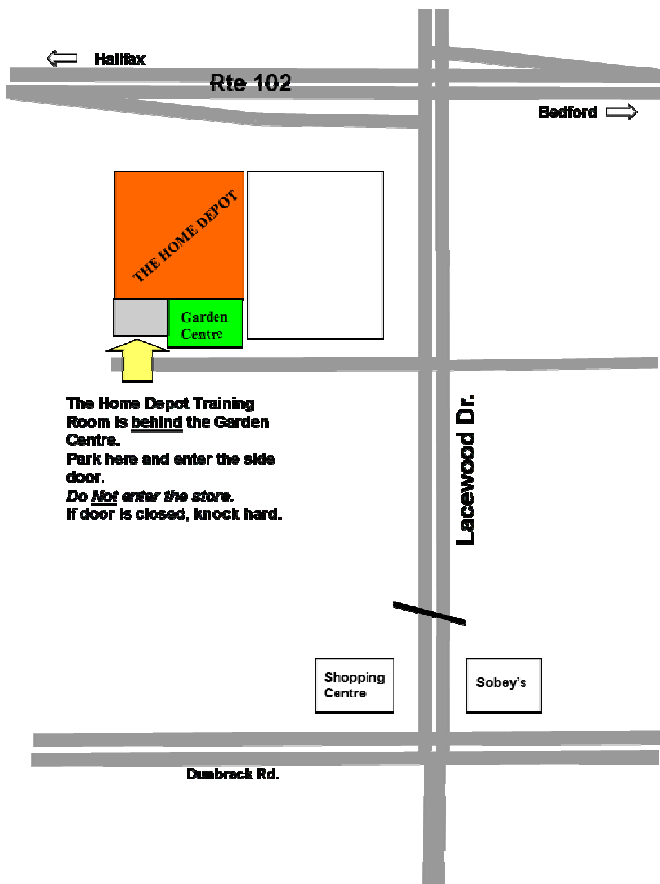 Halifax
Rte 102
Bedford
THE HOME DEPOT
Garden
Centre
The Home Depot Training
Room is behind the Garden
Centre.
Park here and enter the side
door.
Do Not enter the store.
If door is closed, knock hard.
Lacewood Dr.
Shopping
Centre
Sobey's
Dunbrack Rd.